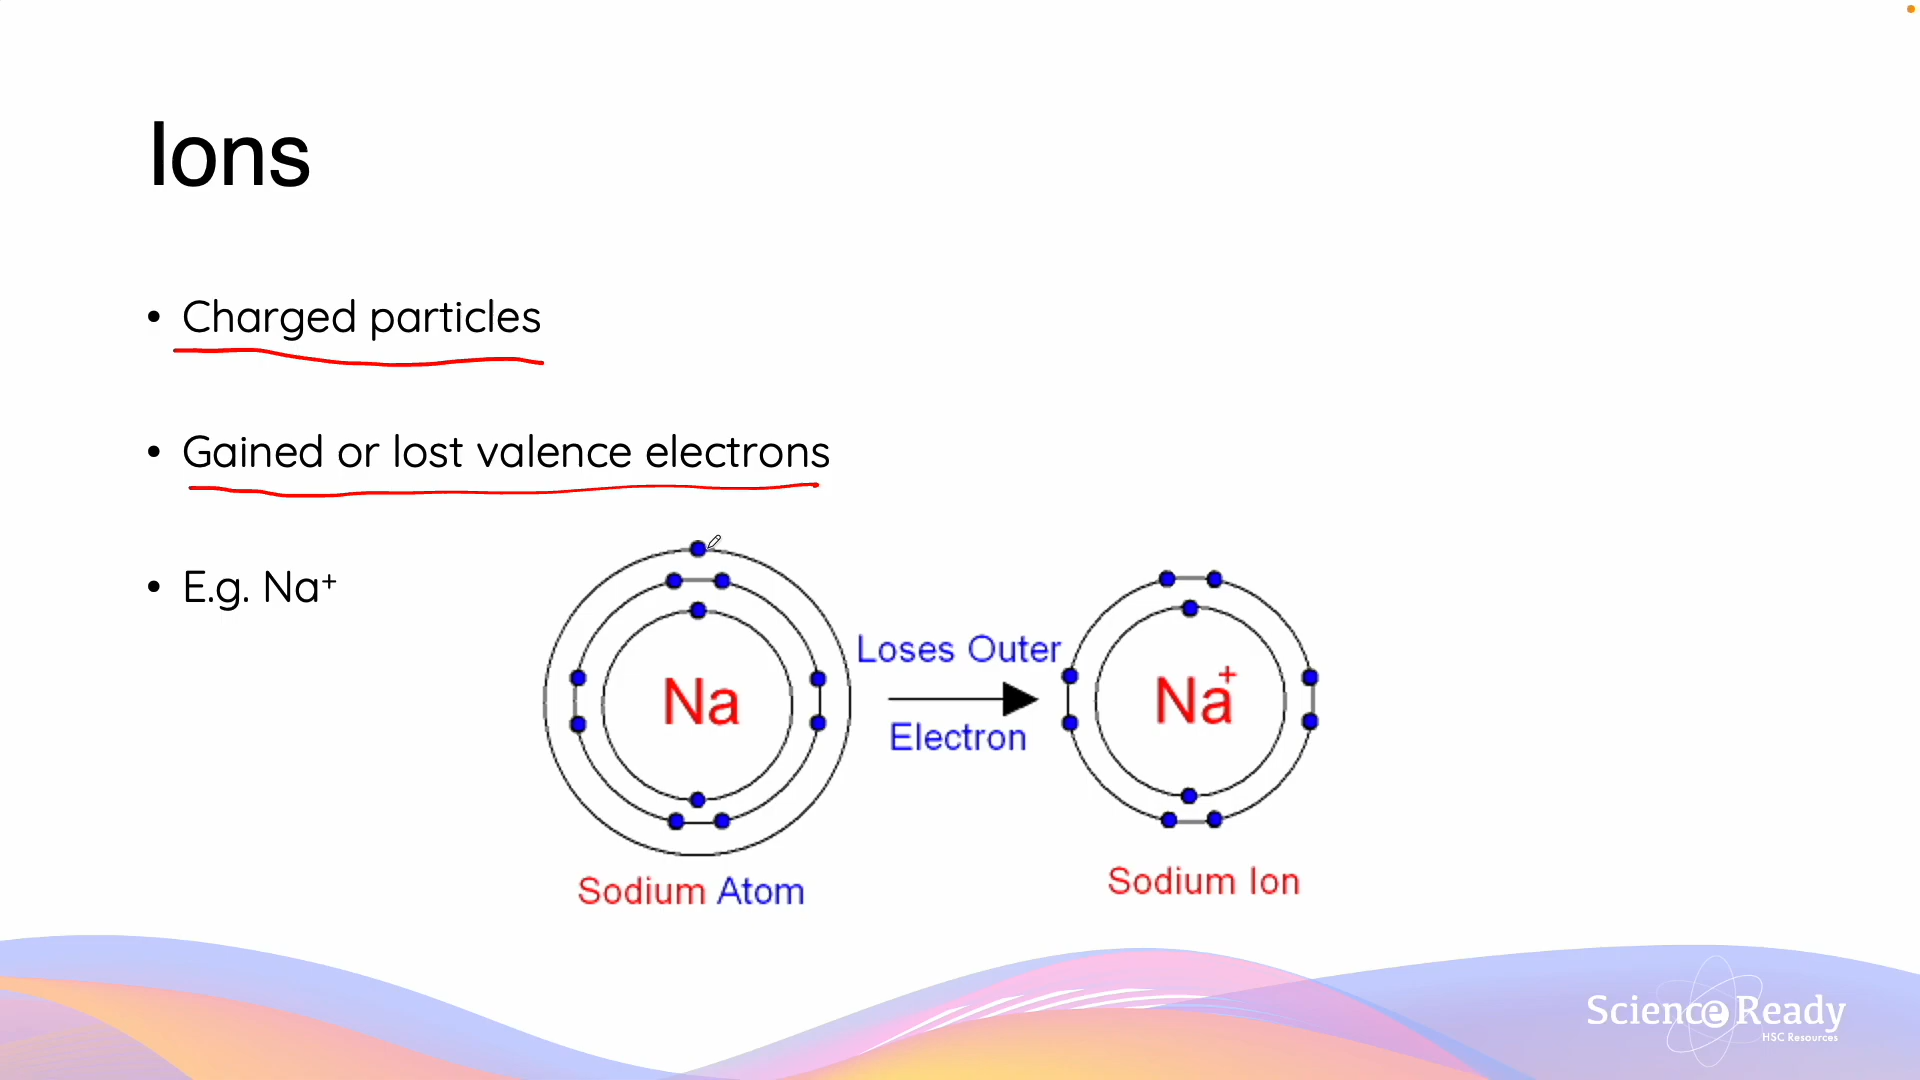 Ions
• Charged particles
• Gained or lost valence electrons
• E.g. Na⁺
Na
Loses Outer
Electron
Na⁺
Sodium Atom
Sodium Ion
Science Ready
HSC Resources